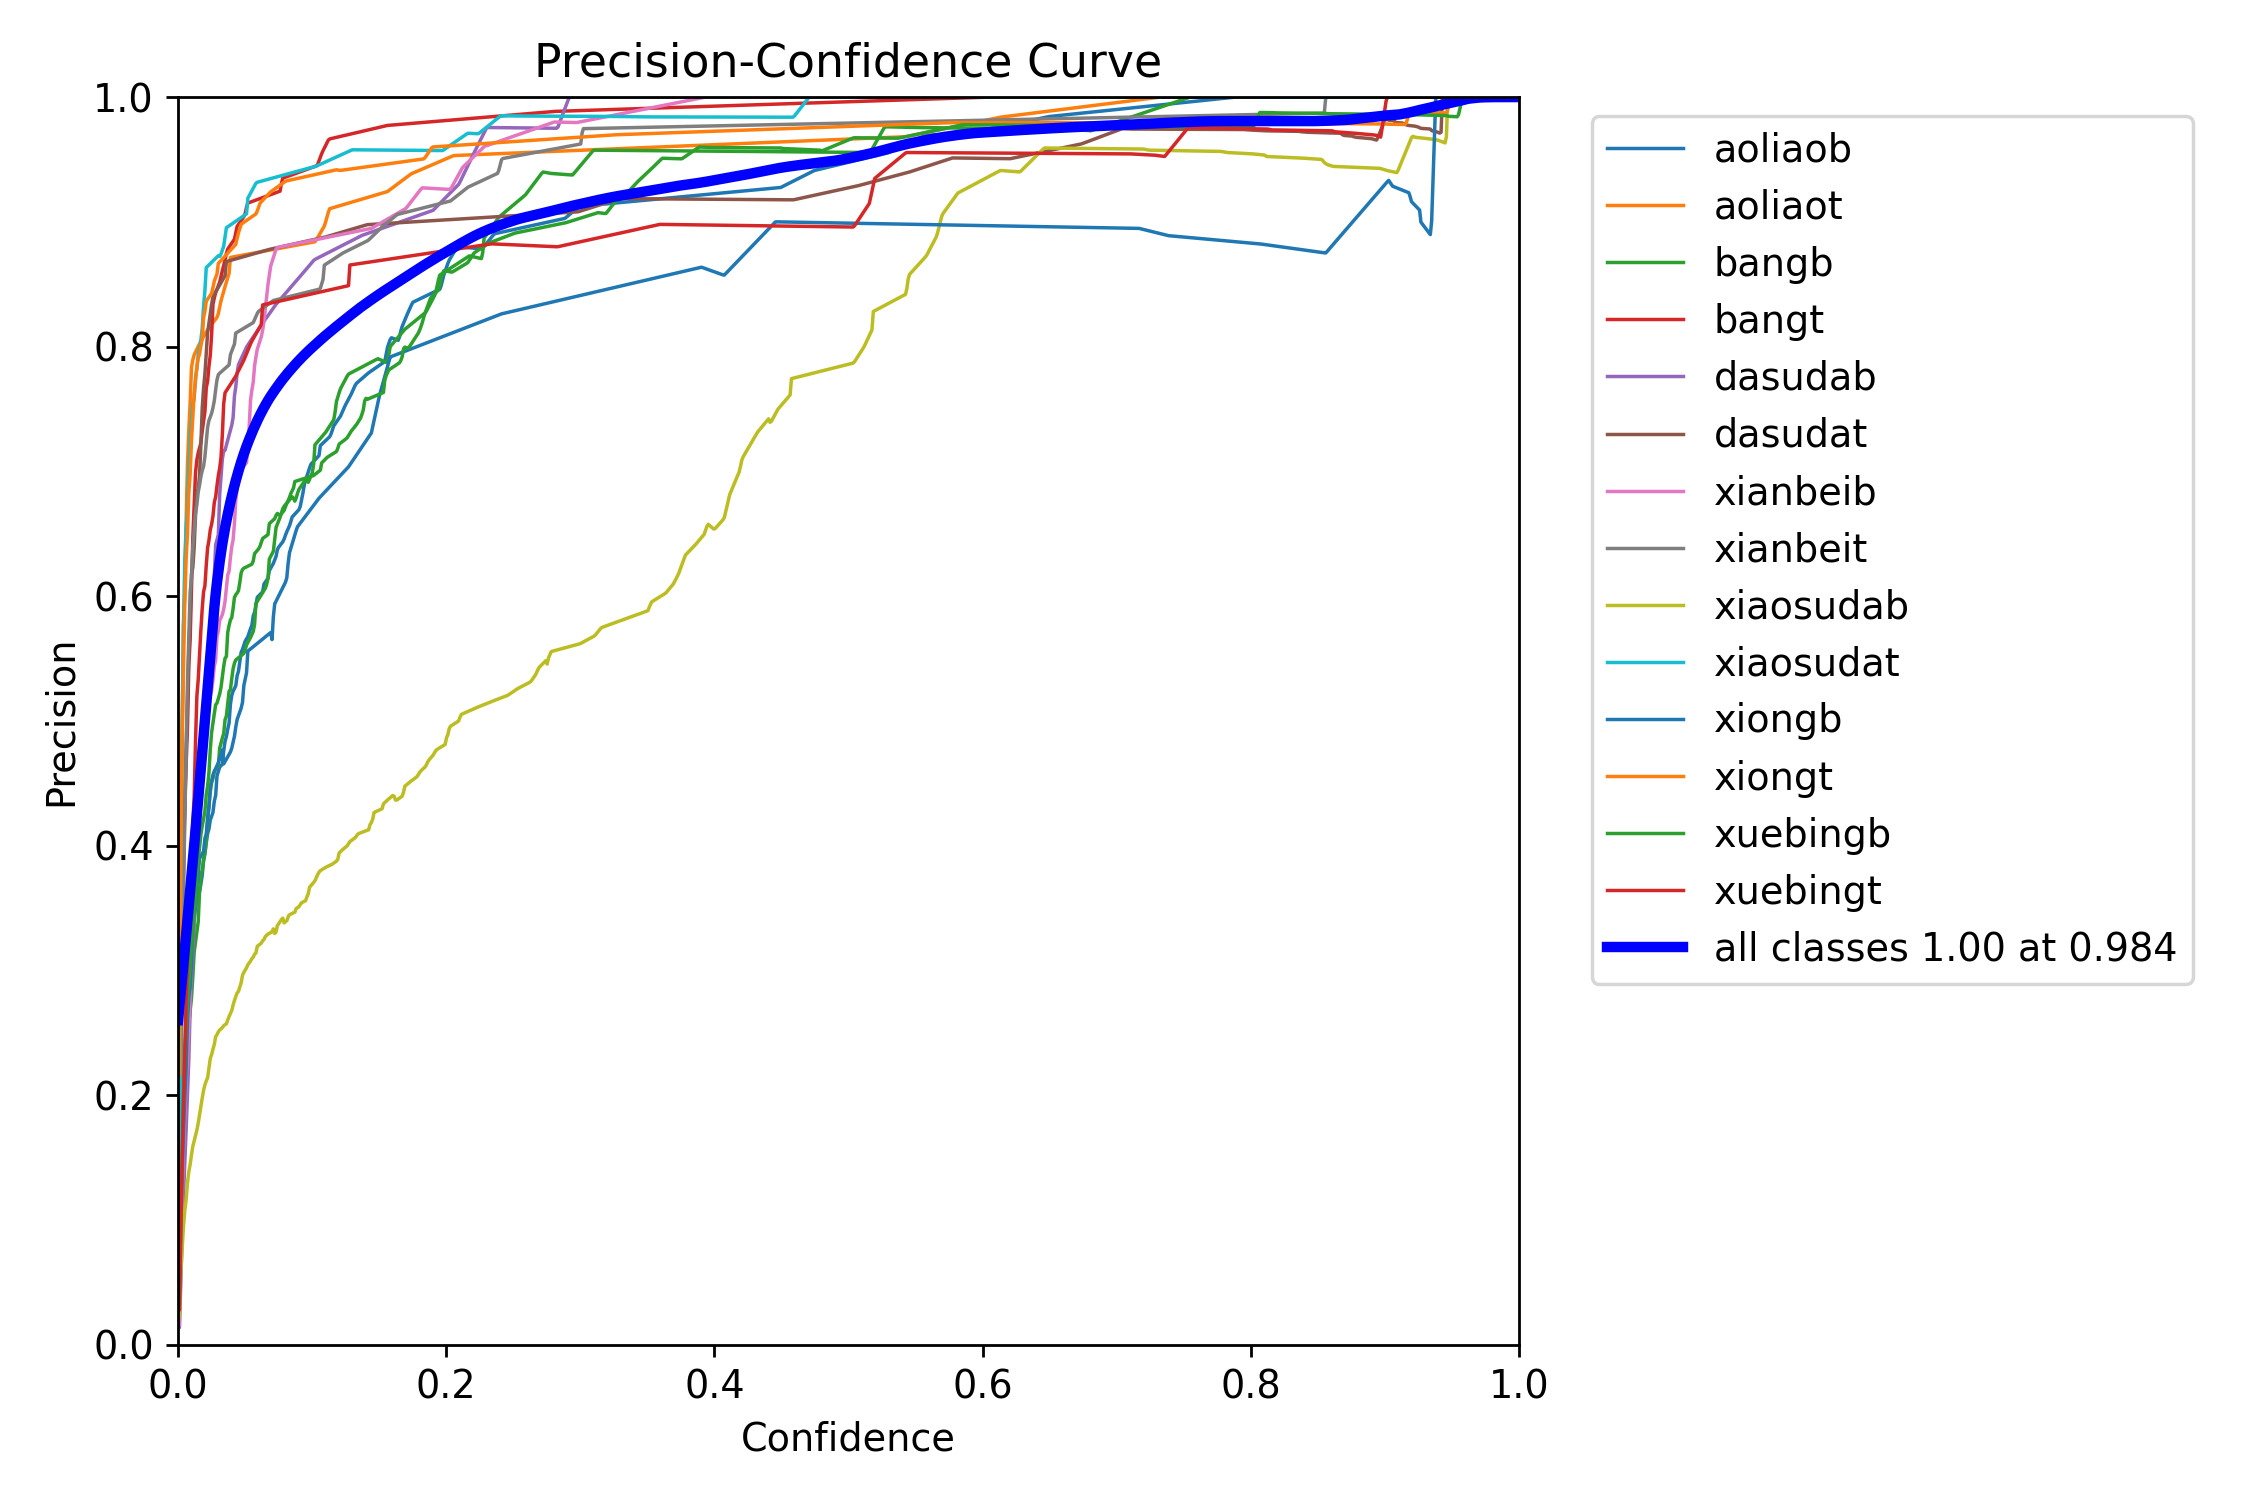 Precision-Confidence Curve
1.0
0.8
0.6
0.4
0.2
0.0
Precision
0.0 0.2 0.4 0.6 0.8 1.0
Confidence
aoliaob
aoliaot
bangb
bangt
dasudab
dasudat
xianbeib
xianbeit
xiaosudab
xiaosudat
xiongb
xiongt
xuebingb
xuebingt
all classes 1.00 at 0.984